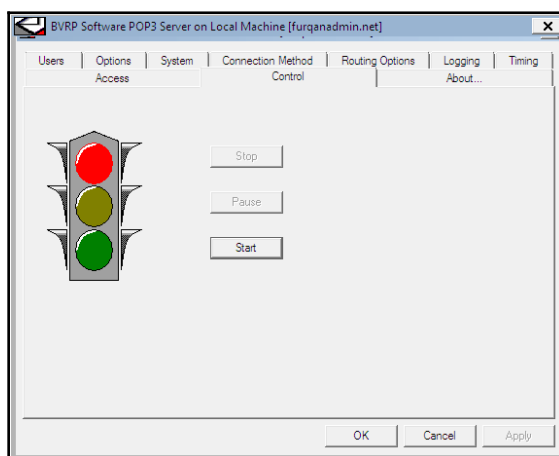 BVRP Software POP3 Server on Local Machine [furqanadmin.net]
Users Options System Connection Method Routing Options Logging Timing
Access Control About...
Stop
Pause
Start
OK Cancel Apply